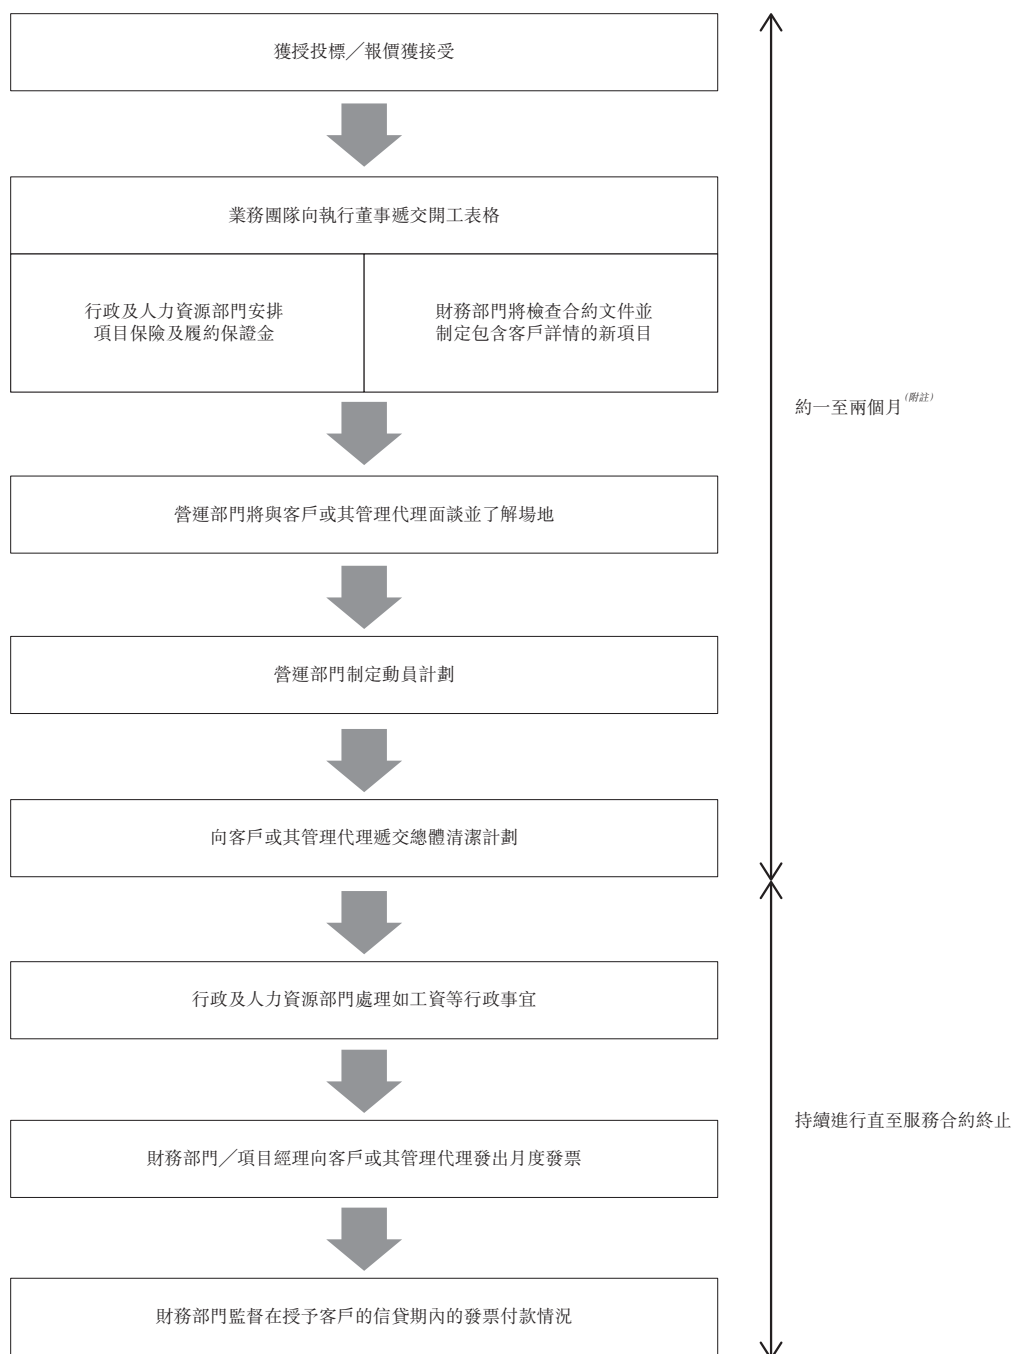 獲授投標／報價獲接受
業務團隊向執行董事遞交開工表格
行政及人力資源部門安排
項目保險及履約保證金
財務部門將檢查合約文件並
制定包含客戶詳情的新項目
約一至兩個月(附註)
營運部門將與客戶或其管理代理面談並了解場地
營運部門制定動員計劃
向客戶或其管理代理遞交總體清潔計劃
行政及人力資源部門處理如工資等行政事宜
持續進行直至服務合約終止
財務部門／項目經理向客戶或其管理代理發出月度發票
財務部門監督在授予客戶的信貸期內的發票付款情況